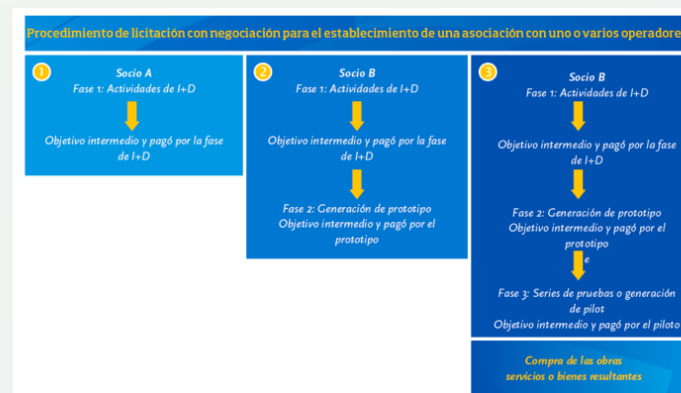 Procedimiento de licitación con negociación para el establecimiento de una asociación con uno o varios operadore
1
Socio A
Fase 1: Actividades de I+D
Objetivo intermedio y pagó por la fase
de I+D
2
Socio B
Fase 1: Actividades de I+D
Objetivo intermedio y pagó por la fase
de I+D
Fase 2: Generación de prototipo
Objetivo intermedio y pagó por el
prototipo
3
Socio B
Fase 1: Actividades de I+D
Objetivo intermedio y pagó por la fase
de I+D
Fase 2: Generación de prototipo
Objetivo intermedio y pagó por el
prototipo
e
Fase 3: Series de pruebas o generación
de pilot
Objetivo intermedio y pagó por el piloto
Compra de las obras
servicios o bienes resultantes